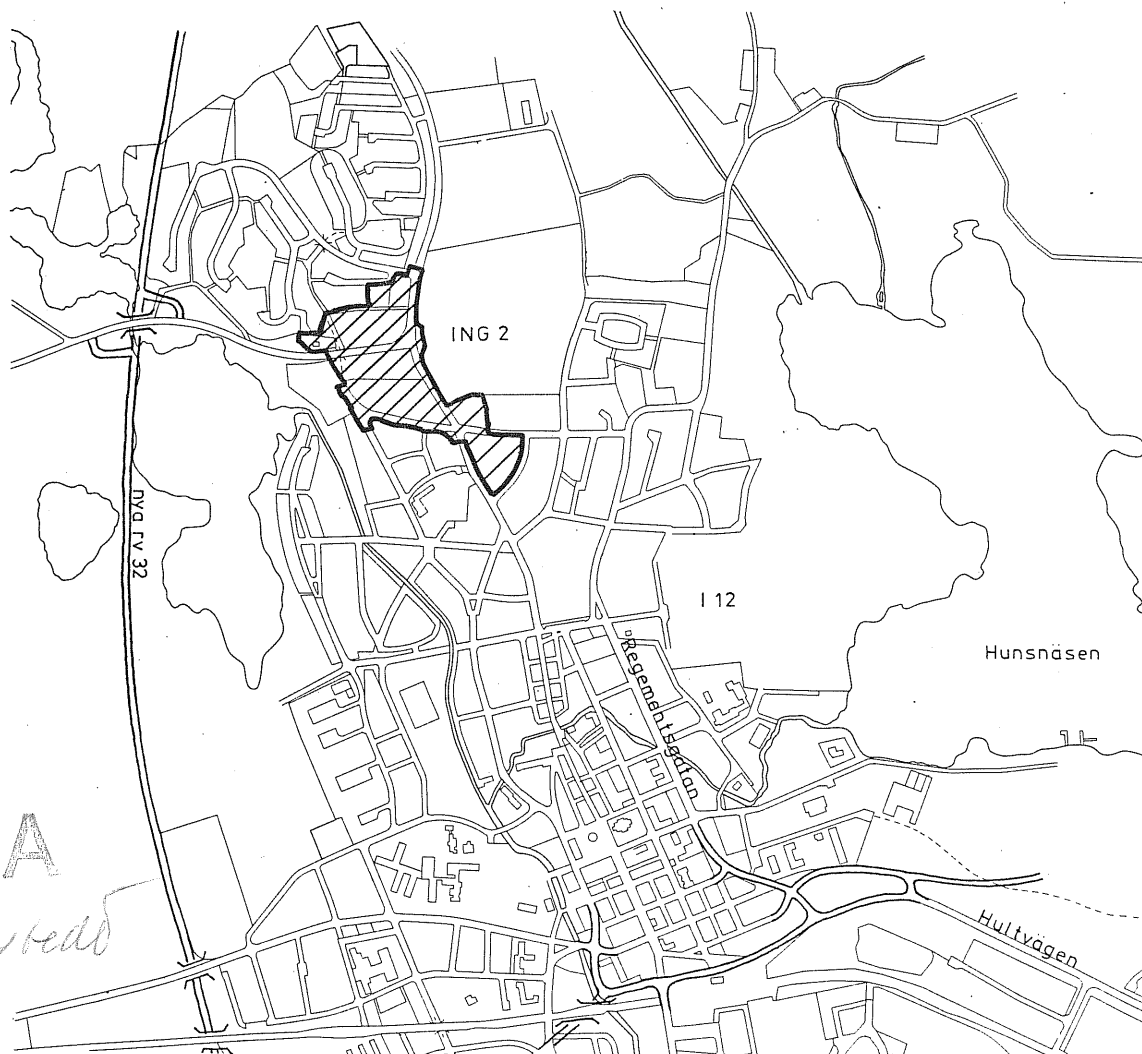 ING 2
nya rv 32
I 12
Hunsnäsen
Regementsgatan
A
Hultvägen